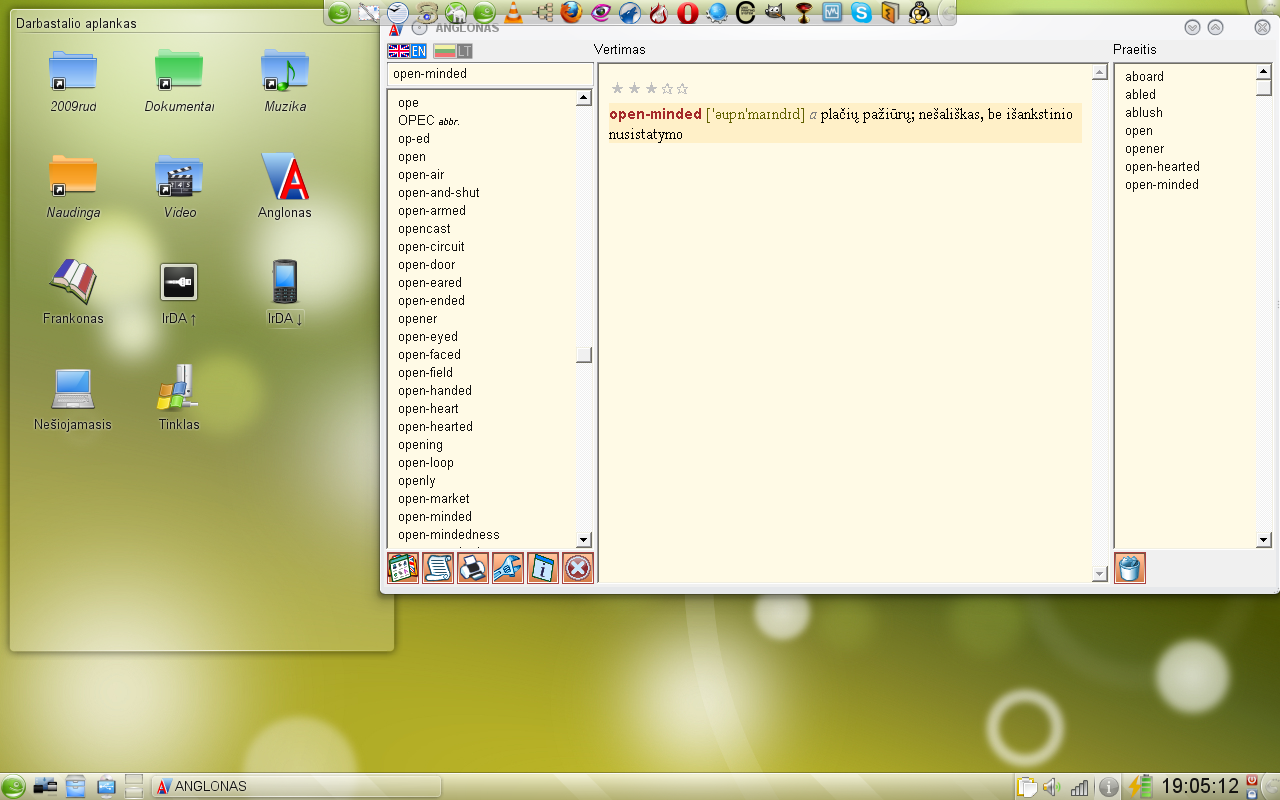 Darbastalio aplankas
2009rud
Dokumentai
Muzika
Naudinga
Video
Anglonas
Frankonas
IrDA ↑
IrDA ↓
Nešiojamasis
Tinklas
ANGLONAS
EN
LT
Vertimas
Praeitis
open-minded
ope
OPEC abbr.
op-ed
open
open-air
open-and-shut
open-armed
opencast
open-circuit
open-door
open-eared
open-ended
opener
open-eyed
open-faced
open-field
open-handed
open-heart
open-hearted
opening
open-loop
openly
open-market
open-minded
open-mindedness
open-minded ['əupn'maındıd] a plačių pažiūrų; nešališkas, be išankstinio
nusistatymo
aboard
abled
ablush
open
opener
open-hearted
open-minded
ANGLONAS
19:05:12